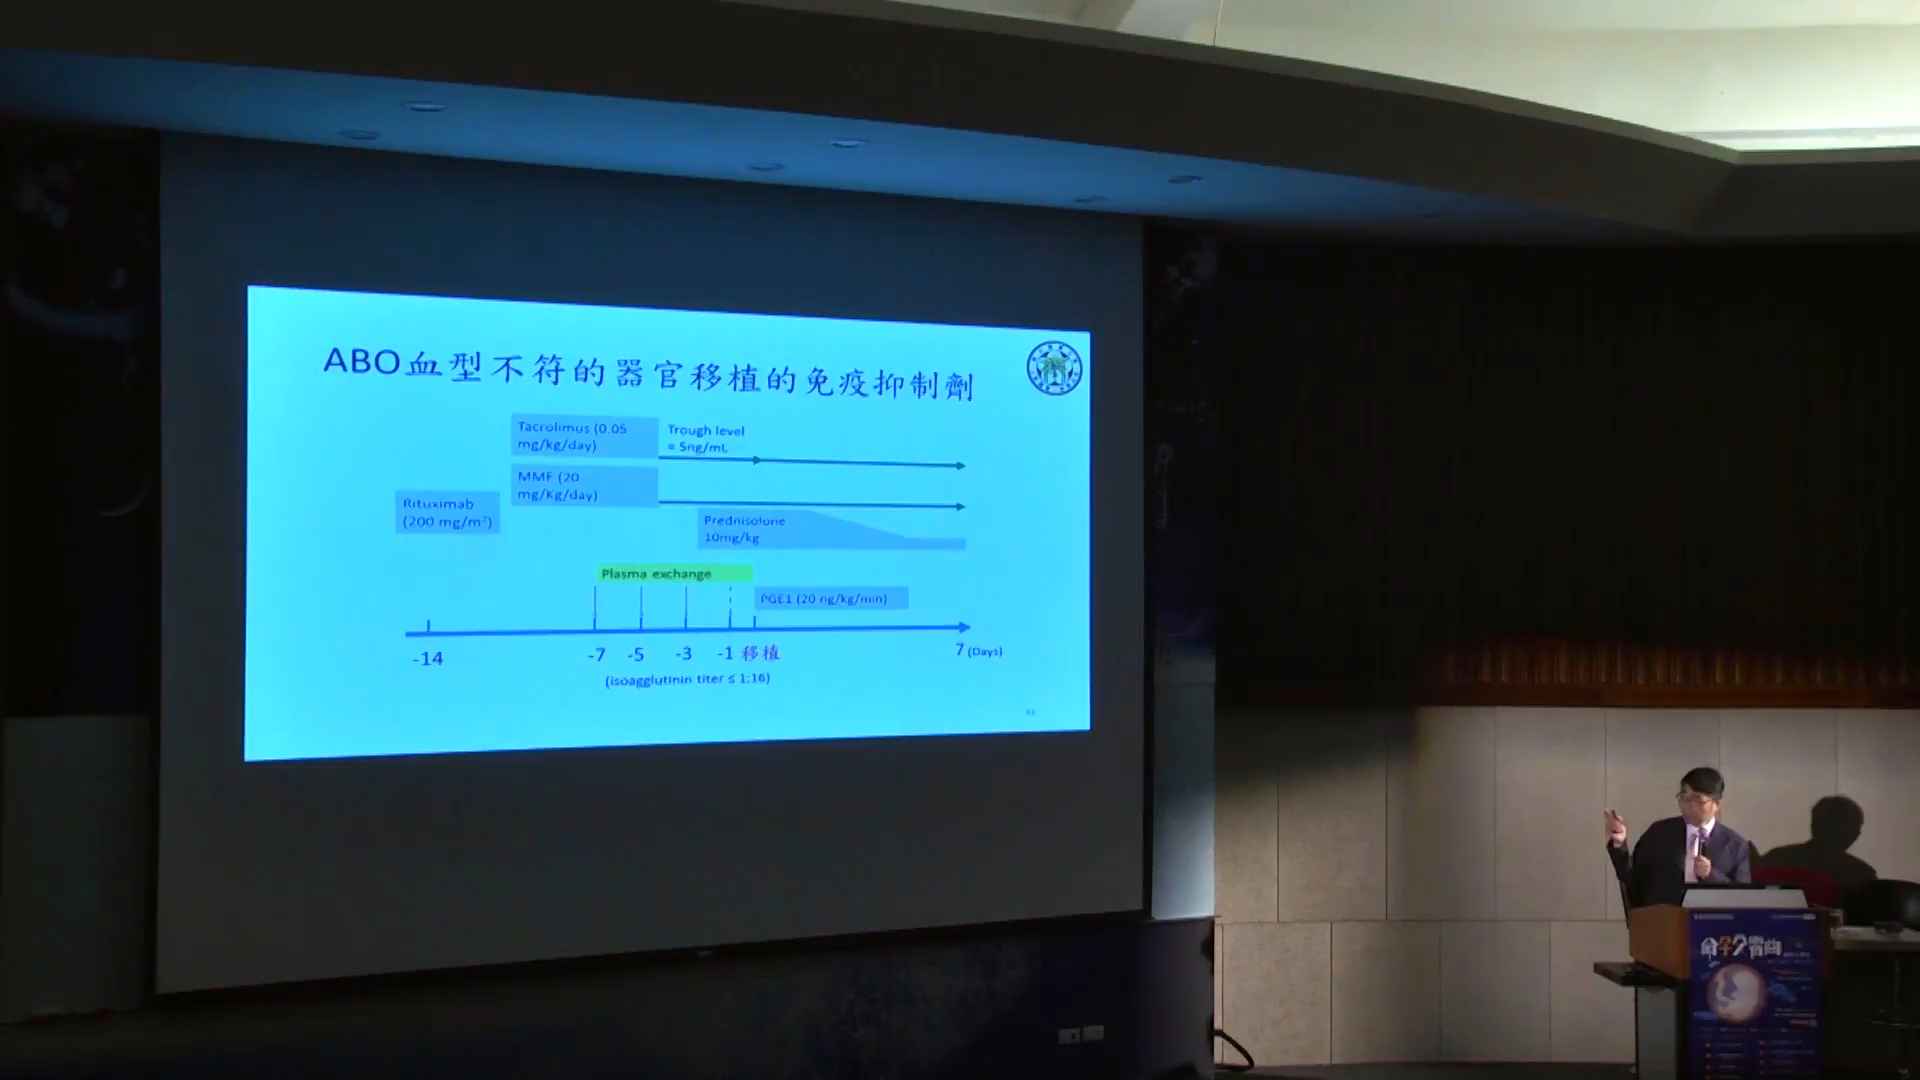 ABO血型不符的器官移植的免疫抑制劑
Tacrolimus (0.05
mg/kg/day)
Trough level
= 5ng/mL
MMF (20
mg/Kg/day)
Rituximab
(200 mg/m²)
Prednisolone
10mg/kg
Plasma exchange
PGE1 (20 ng/kg/min)
-14 -7 -5 -3 -1 移植 7 (Days)
(isoagglutinin titer ≤ 1:16)